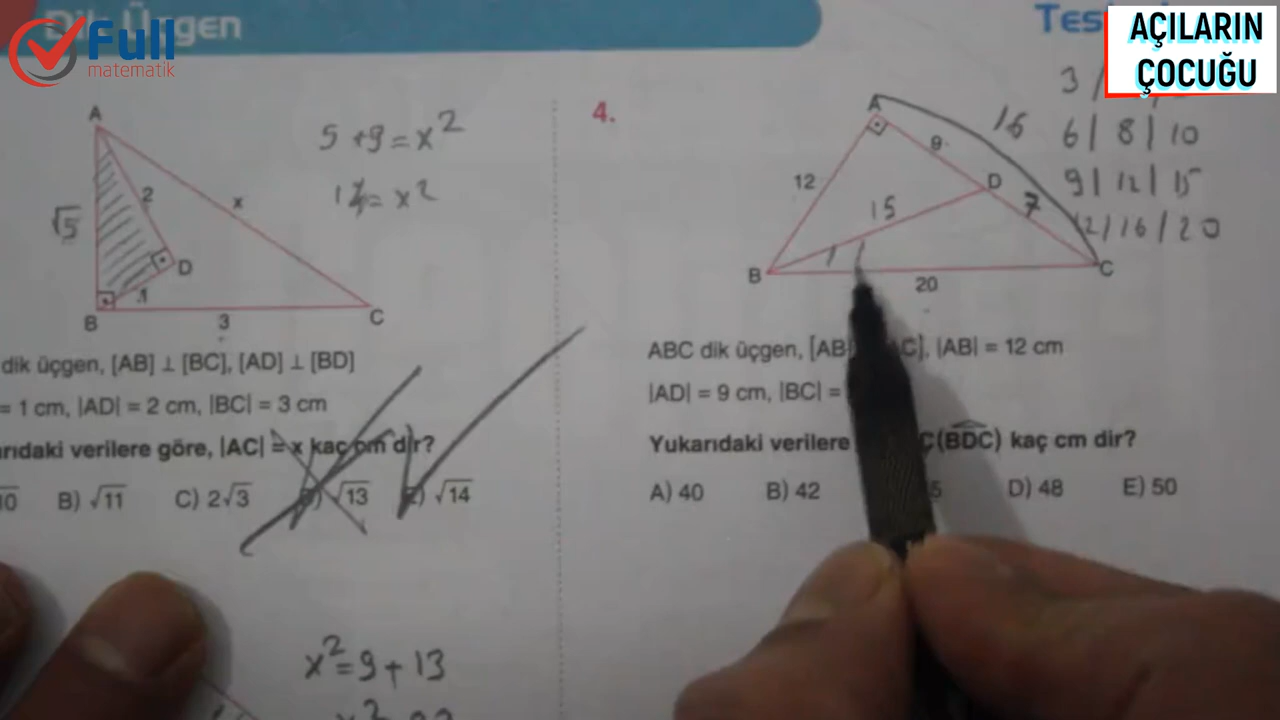 Dik Üçgen
Full
matematik
AÇILARIN
ÇOCUĞU
A
√5
2
x
D
1
B
3
C
5+9=x²
14=x²
dik üçgen, [AB] ⊥ [BC], [AD] ⊥ [BD]
= 1 cm, |AD| = 2 cm, |BC| = 3 cm
verilere göre, |AC| = x kaç cm dir?
B) √11 C) 2√3 √13 √14
x²=9+13
4.
A
16
9
12
D
15
7
B
20
C
3/
6/8/10
9/12/15
12/16/20
ABC dik üçgen, |AB| = 12 cm
|AD| = 9 cm, |BC| =
Yukarıdaki verilere Ç(BDC) kaç cm dir?
A) 40 B) 42 D) 48 E) 50